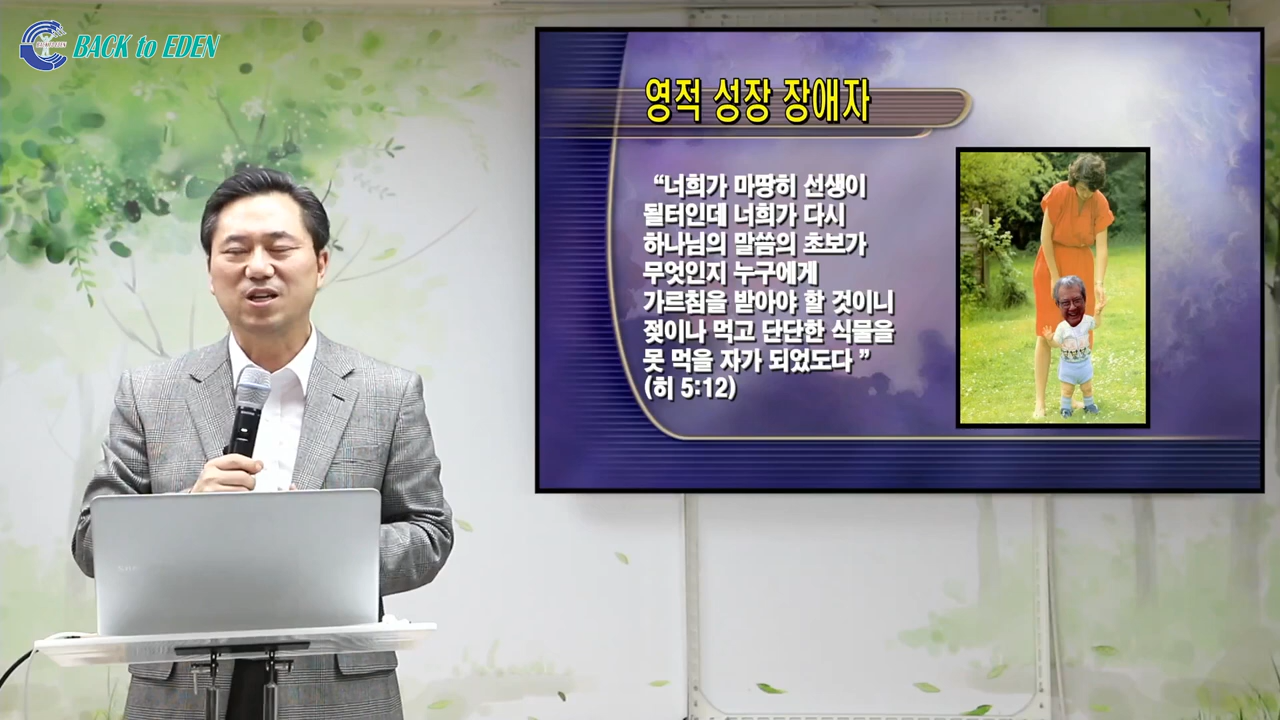 BACK to EDEN
영적 성장 장애자
“너희가 마땅히 선생이
될터인데 너희가 다시
하나님의 말씀의 초보가
무엇인지 누구에게
가르침을 받아야 할 것이니
젖이나 먹고 단단한 식물을
못 먹을 자가 되었도다 ”
(히 5:12)